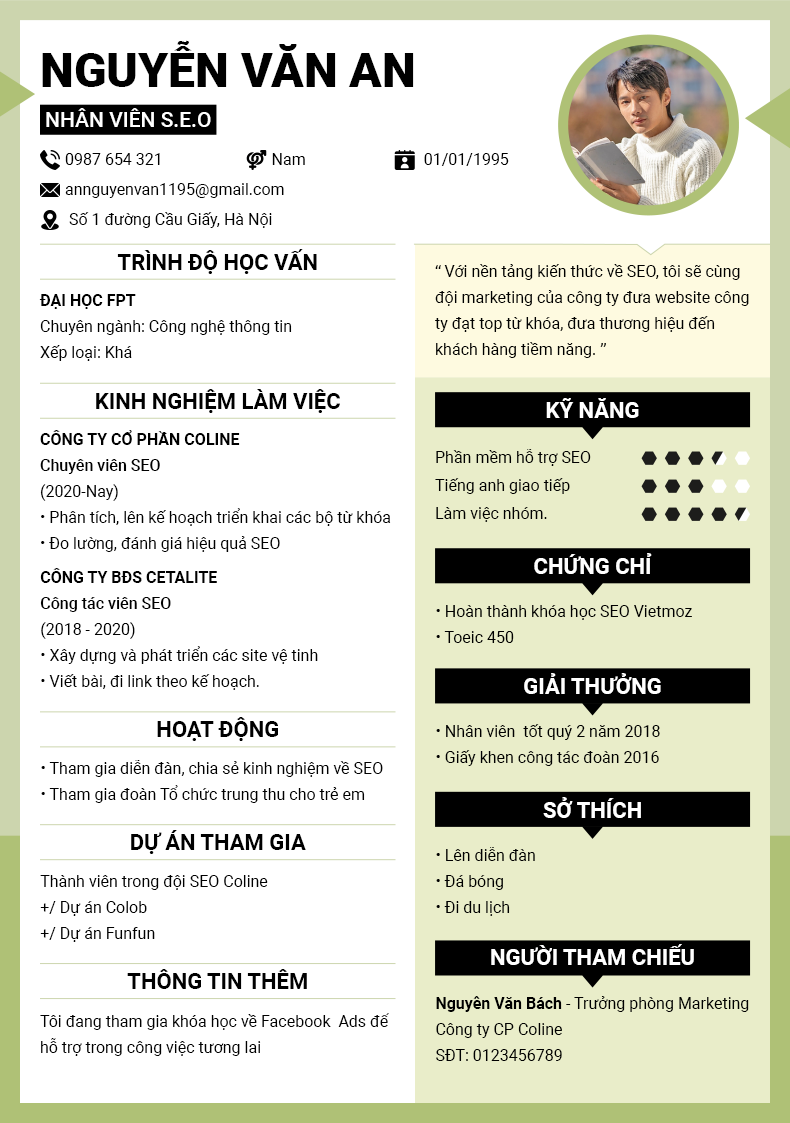 NGUYỄN VĂN AN
NHÂN VIÊN S.E.O
0987 654 321 Nam 01/01/1995
annguyenvan1195@gmail.com
Số 1 đường Cầu Giấy, Hà Nội
TRÌNH ĐỘ HỌC VẤN
ĐẠI HỌC FPT
Chuyên ngành: Công nghệ thông tin
Xếp loại: Khá
KINH NGHIỆM LÀM VIỆC
CÔNG TY CỔ PHẦN COLINE
Chuyên viên SEO
(2020-Nay)
• Phân tích, lên kế hoạch triển khai các bộ từ khóa
• Đo lường, đánh giá hiệu quả SEO
CÔNG TY BĐS CETALITE
Công tác viên SEO
(2018 - 2020)
• Xây dựng và phát triển các site vệ tinh
• Viết bài, đi link theo kế hoạch.
HOẠT ĐỘNG
• Tham gia diễn đàn, chia sẻ kinh nghiệm về SEO
• Tham gia đoàn Tổ chức trung thu cho trẻ em
DỰ ÁN THAM GIA
Thành viên trong đội SEO Coline
+/ Dự án Colob
+/ Dự án Funfun
THÔNG TIN THÊM
Tôi đang tham gia khóa học về Facebook  Ads để
hỗ trợ trong công việc tương lai
“ Với nền tảng kiến thức về SEO, tôi sẽ cùng
đội marketing của công ty đưa website công
ty đạt top từ khóa, đưa thương hiệu đến
khách hàng tiềm năng. ”
KỸ NĂNG
Phần mềm hỗ trợ SEO
Tiếng anh giao tiếp
Làm việc nhóm.
CHỨNG CHỈ
• Hoàn thành khóa học SEO Vietmoz
• Toeic 450
GIẢI THƯỞNG
• Nhân viên  tốt quý 2 năm 2018
• Giấy khen công tác đoàn 2016
SỞ THÍCH
• Lên diễn đàn
• Đá bóng
• Đi du lịch
NGƯỜI THAM CHIẾU
Nguyên Văn Bách - Trưởng phòng Marketing
Công ty CP Coline
SĐT: 0123456789